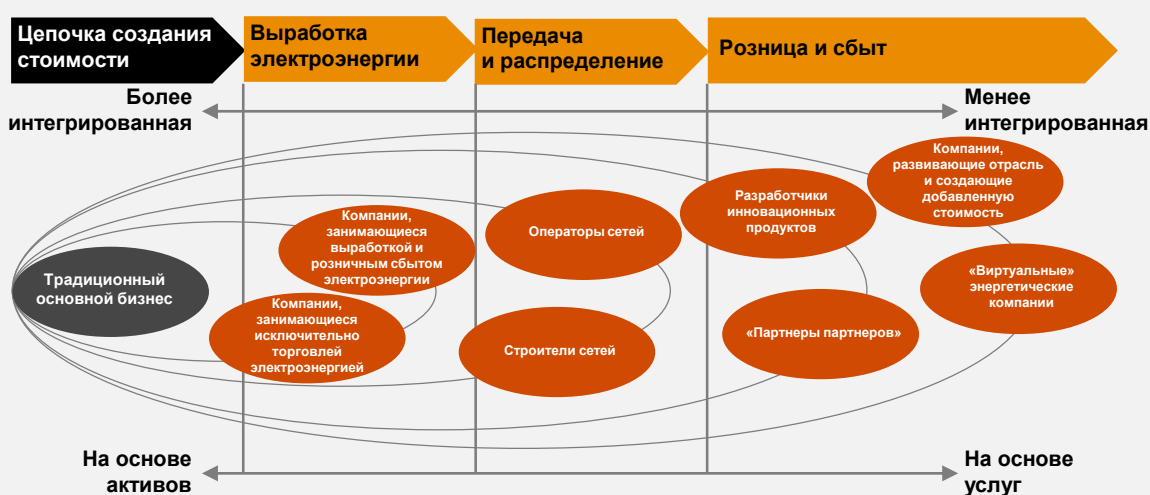 Цепочка создания
стоимости
Выработка
электроэнергии
Передача
и распределение
Розница и сбыт
Более
интегрированная
Менее
интегрированная
Компании,
развивающие отрасль
и создающие
добавленную
стоимость
Разработчики
инновационных
продуктов
Компании,
занимающиеся
выработкой и
розничным сбытом
электроэнергии
Операторы сетей
Традиционный
основной бизнес
«Виртуальные»
энергетические
компании
Компании,
занимающиеся
исключительно
торговлей
электроэнергией
Строители сетей
«Партнеры партнеров»
На основе
активов
На основе
услуг